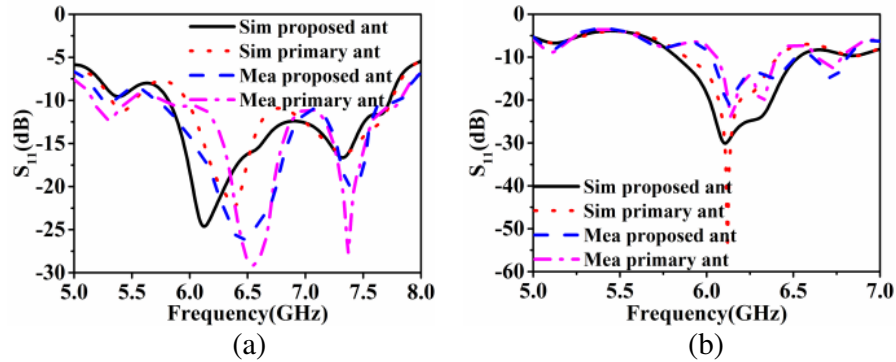 0
-5
-10
-15
-20
-25
-30
S11(dB)
Sim proposed ant
Sim primary ant
Mea proposed ant
Mea primary ant
5.0 5.5 6.0 6.5 7.0 7.5 8.0
Frequency(GHz)
(a)
0
-10
-20
-30
-40
-50
-60
S11(dB)
Sim proposed ant
Sim primary ant
Mea proposed ant
Mea primary ant
5.0 5.5 6.0 6.5 7.0
Frequency(GHz)
(b)